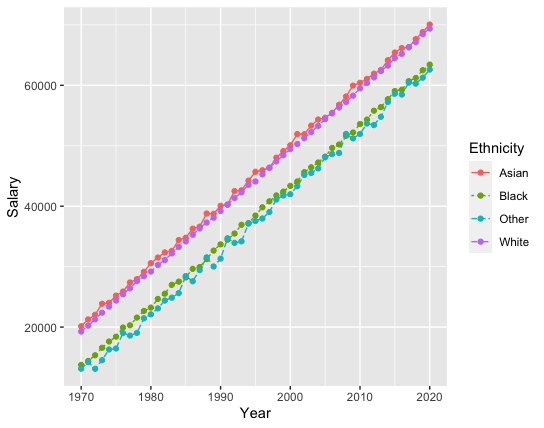 60000
40000
20000
Salary
1970 1980 1990 2000 2010 2020
Year
Ethnicity
Asian
Black
Other
White